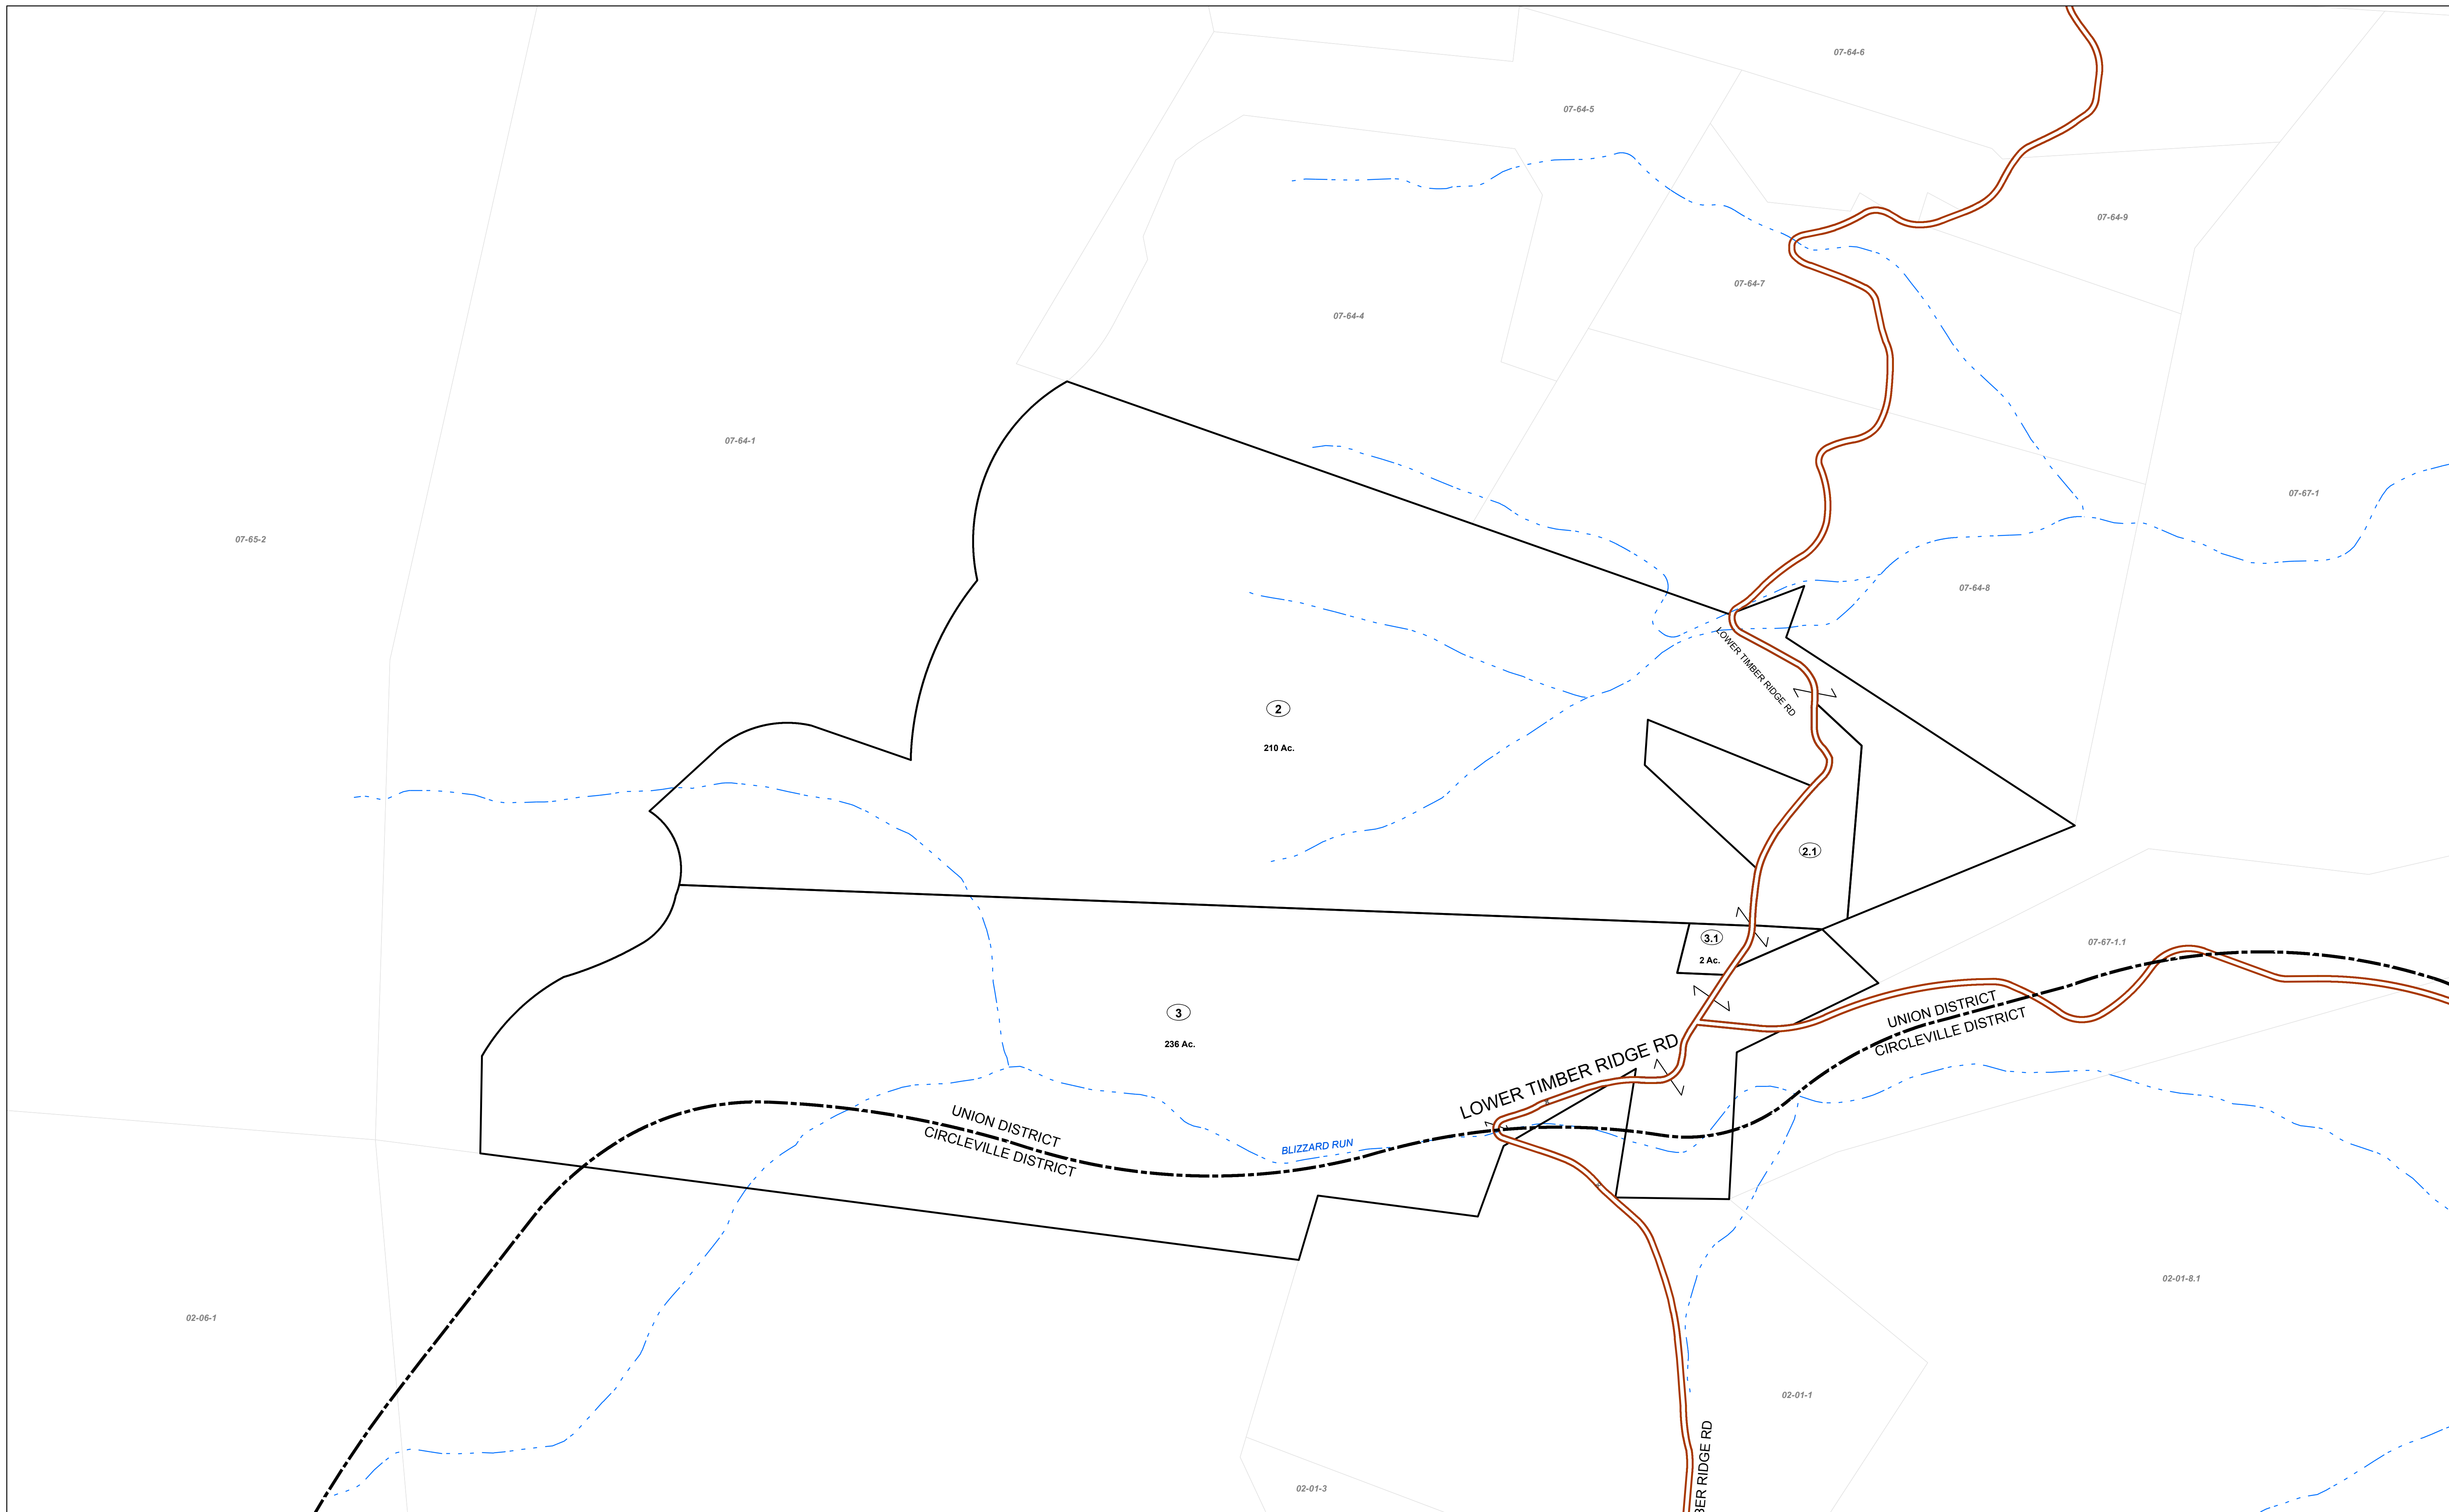 07-64-6
07-64-5
07-64-9
07-64-7
07-64-4
07-64-1
07-67-1
07-65-2
07-64-8
LOWER TIMBER RIDGE RD
2
210 Ac.
2.1
3.1
2 Ac.
07-67-1.1
3
236 Ac.
UNION DISTRICT
CIRCLEVILLE DISTRICT
LOWER TIMBER RIDGE RD
UNION DISTRICT
CIRCLEVILLE DISTRICT
BLIZZARD RUN
02-01-8.1
02-06-1
02-01-1
BER RIDGE RD
02-01-3